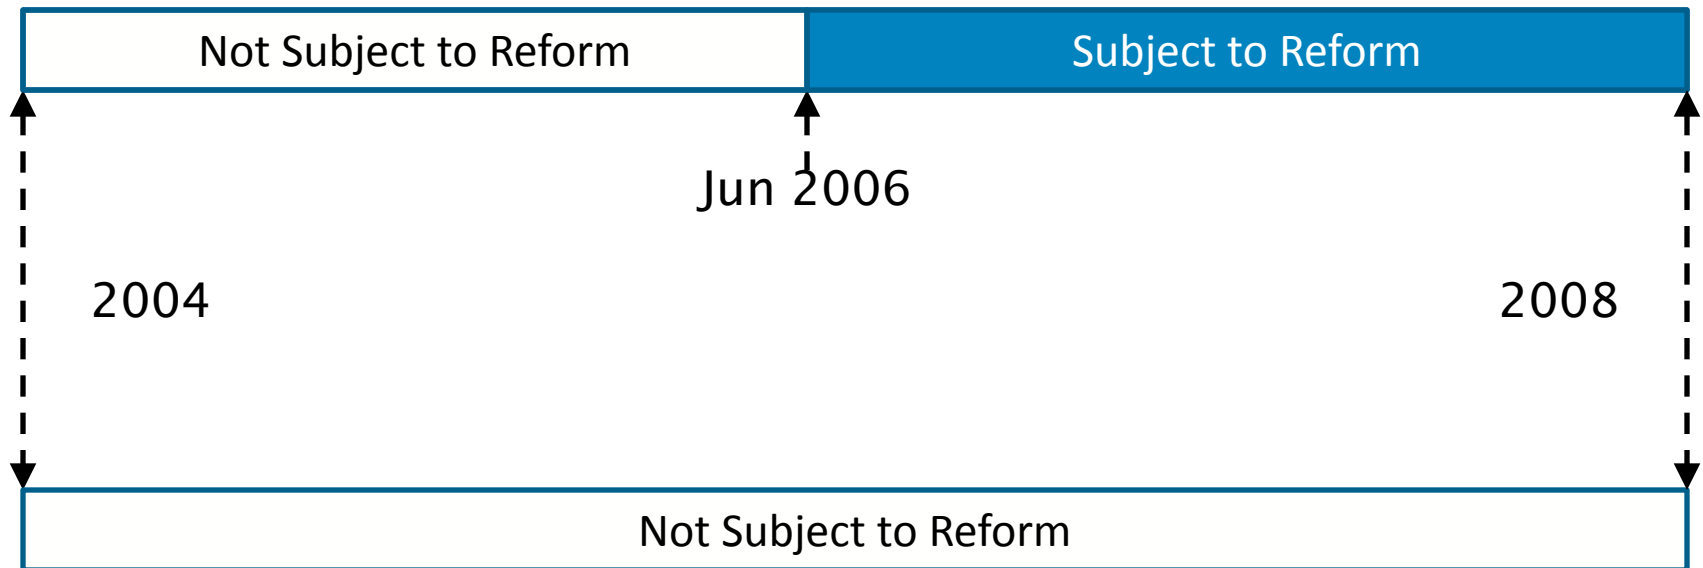 Not Subject to Reform
Subject to Reform
Jun 2006
2004
2008
Not Subject to Reform